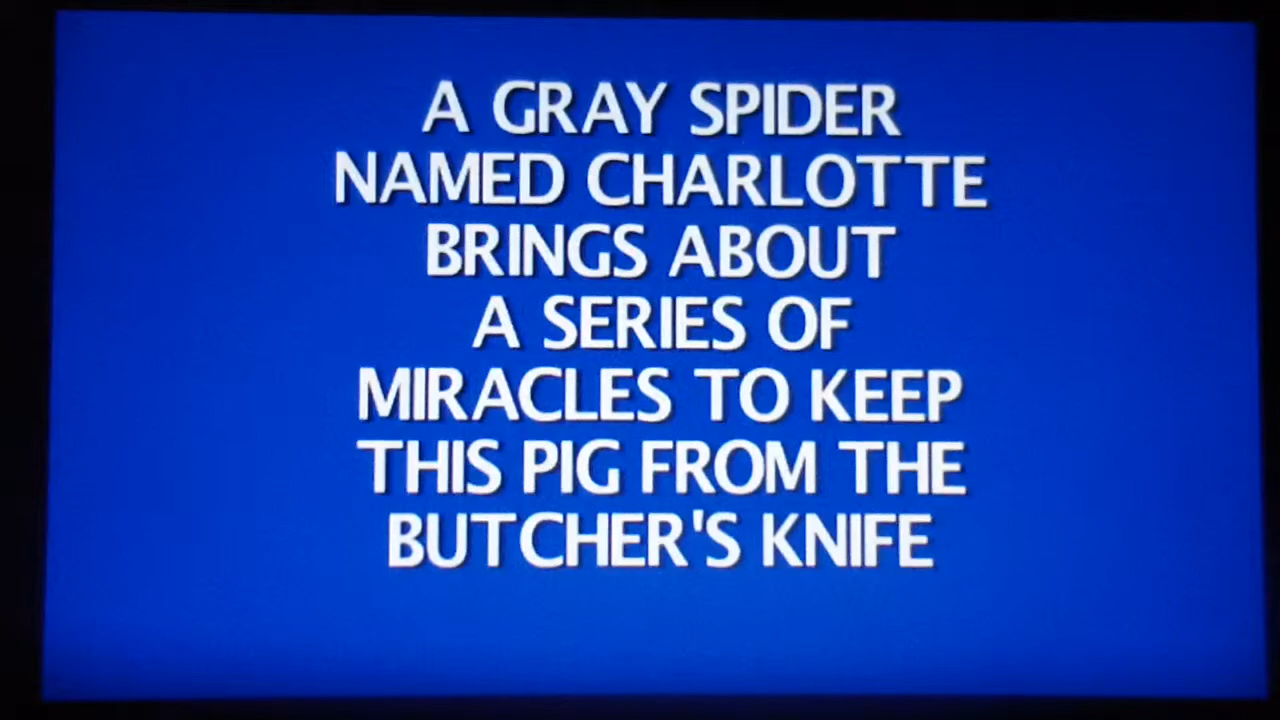 A GRAY SPIDER
NAMED CHARLOTTE
BRINGS ABOUT
A SERIES OF
MIRACLES TO KEEP
THIS PIG FROM THE
BUTCHER'S KNIFE